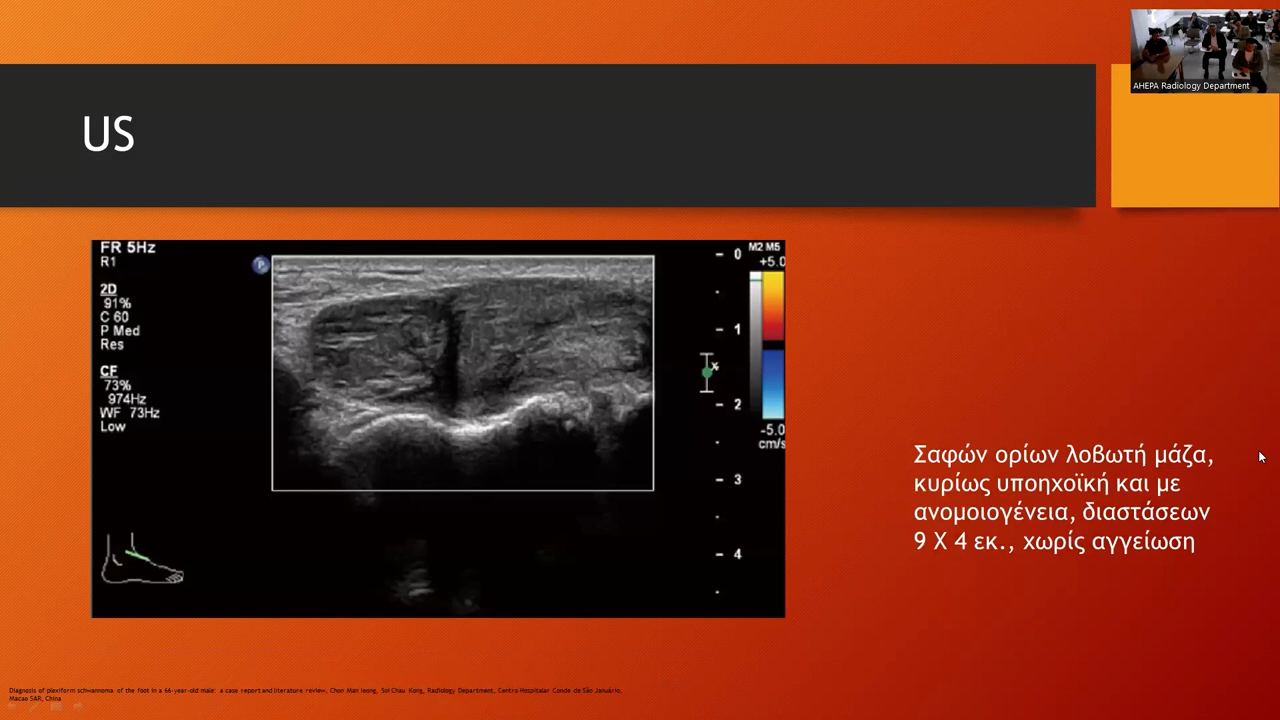 AHEPA Radiology Department
US
FR 5Hz
R1
2D
91%
C 60
P Med
Res
CF
73%
974Hz
WF 73Hz
Low
P
M2 M5
+5.0
-5.0
cm/s
0
1
2
3
4
x
Σαφών ορίων λοβωτή μάζα,
κυρίως υποηχοϊκή και με
ανομοιογένεια, διαστάσεων
9 Χ 4 εκ., χωρίς αγγείωση
Diagnosis of plexiform schwannoma of the foot in a 66-year-old male: a case report and literature review, Chon Man Ieong, Soi Chau Kong, Radiology Department, Centro Hospitalar Conde de São Januário,
Macao SAR, China